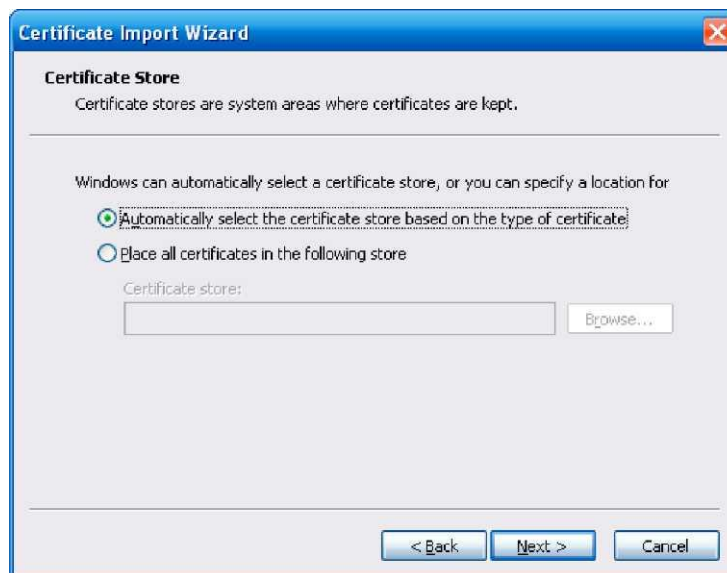 Certificate Import Wizard
Certificate Store
Certificate stores are system areas where certificates are kept.
Windows can automatically select a certificate store, or you can specify a location for
Automatically select the certificate store based on the type of certificate
Place all certificates in the following store
Certificate store:
Browse...
< Back
Next >
Cancel